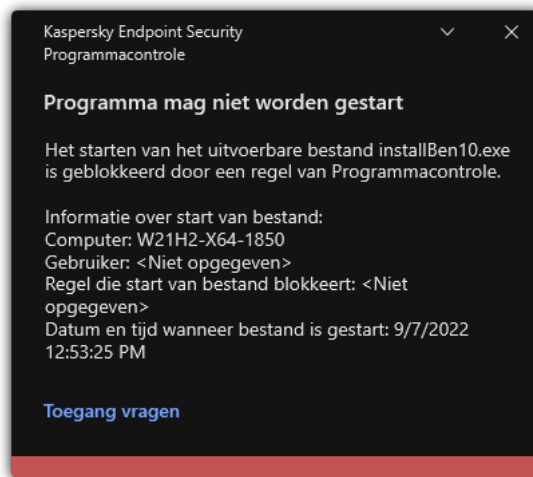 Kaspersky Endpoint Security
Programmacontrole
Programma mag niet worden gestart
Het starten van het uitvoerbare bestand installBen10.exe
is geblokkeerd door een regel van Programmacontrole.
Informatie over start van bestand:
Computer: W21H2-X64-1850
Gebruiker: <Niet opgegeven>
Regel die start van bestand blokkeert: <Niet
opgegeven>
Datum en tijd wanneer bestand is gestart: 9/7/2022
12:53:25 PM
Toegang vragen